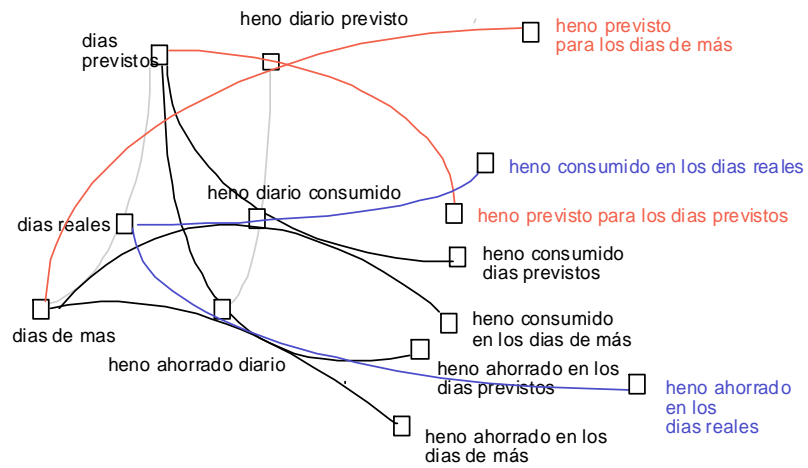 heno diario previsto
heno previsto
para los dias de más
dias
previstos
heno consumido en los dias reales
heno diario consumido
heno previsto para los dias previstos
dias reales
heno consumido
dias previstos
heno consumido
en los dias de más
dias de mas
heno ahorrado diario
heno ahorrado en los
dias previstos
heno ahorrado
en los
dias reales
heno ahorrado en los
dias de más